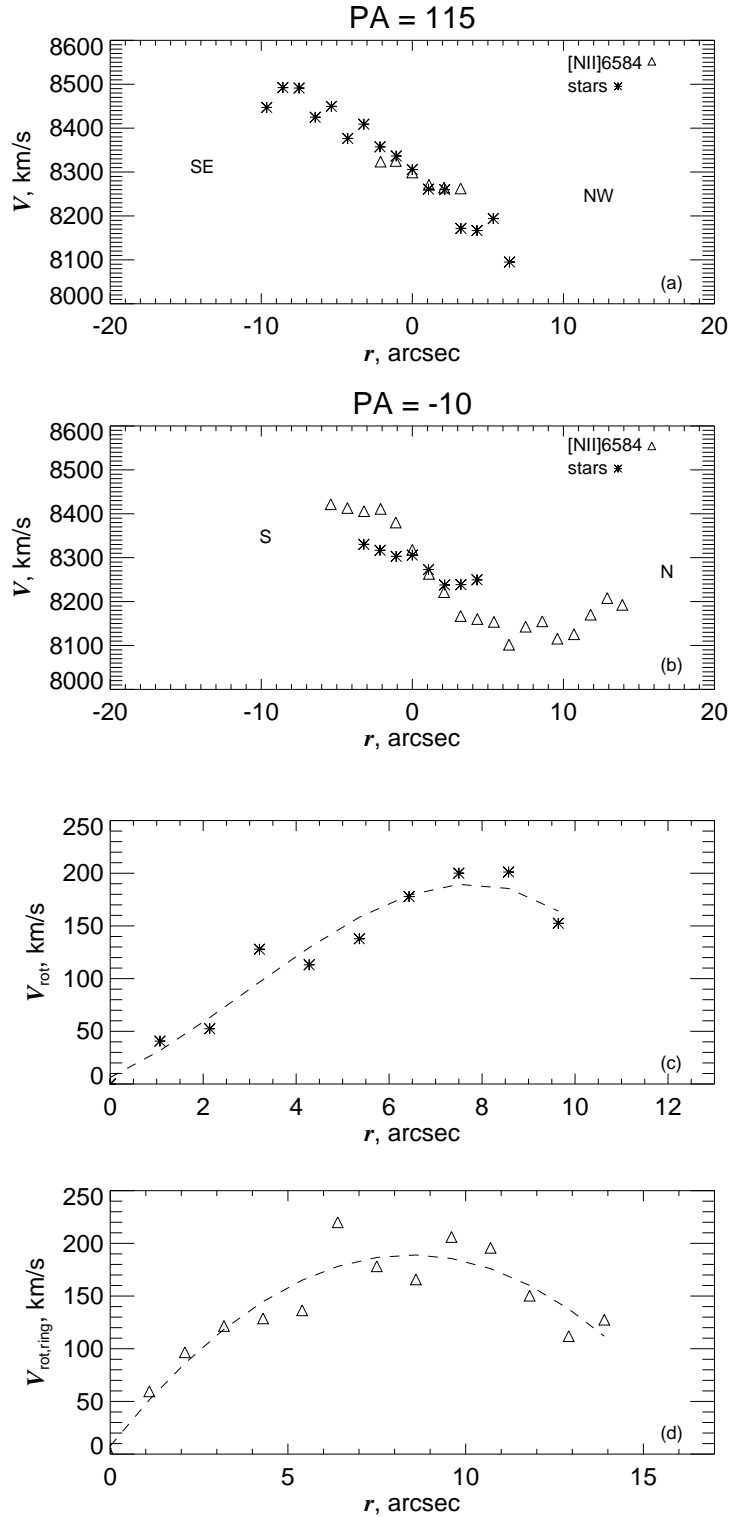 PA = 115
8600
8500
8400
8300
8200
8100
8000
V, km/s
[NII]6584
stars
SE
NW
(a)
-20 -10 0 10 20
r, arcsec
PA = -10
8600
8500
8400
8300
8200
8100
8000
V, km/s
[NII]6584
stars
S
N
(b)
-20 -10 0 10 20
r, arcsec
250
200
150
100
50
0
Vrot, km/s
(c)
0 2 4 6 8 10 12
r, arcsec
250
200
150
100
50
0
Vrot,ring, km/s
(d)
0 5 10 15
r, arcsec